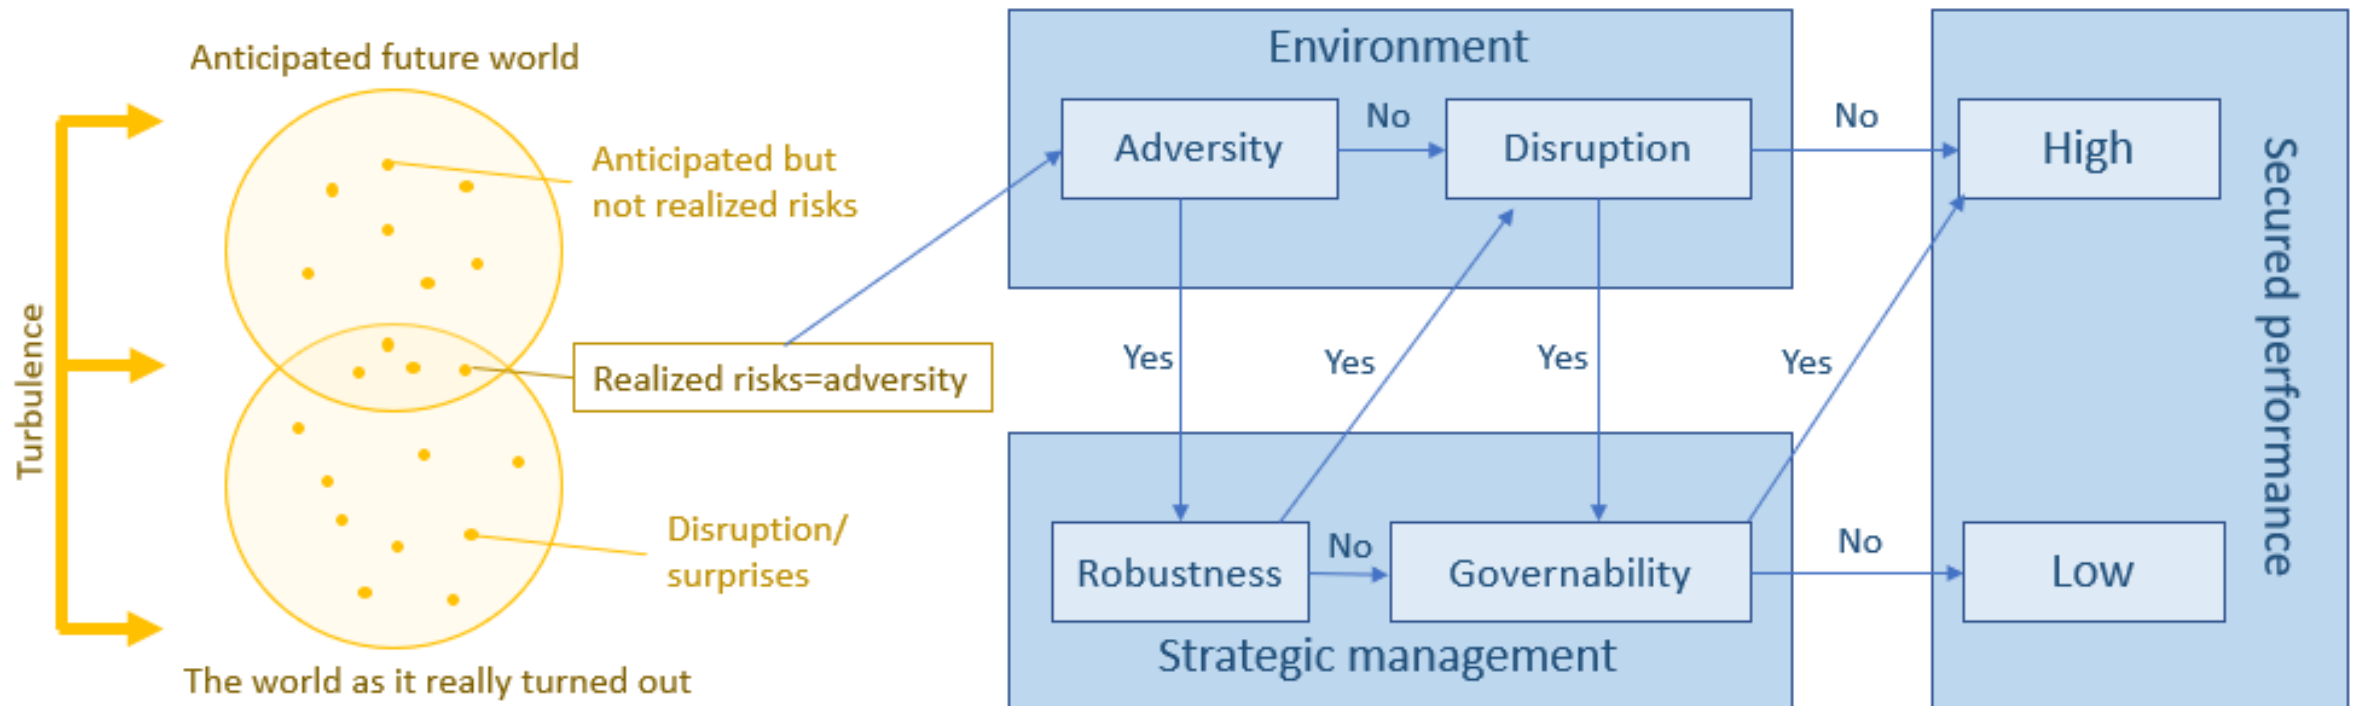 Anticipated future world
Anticipated but
not realized risks
Turbulence
Realized risks=adversity
Disruption/
surprises
The world as it really turned out
Environment
Adversity
No
Disruption
No
High
Yes
Yes
Yes
Yes
Robustness
No
Governability
No
Low
Strategic management
Secured performance